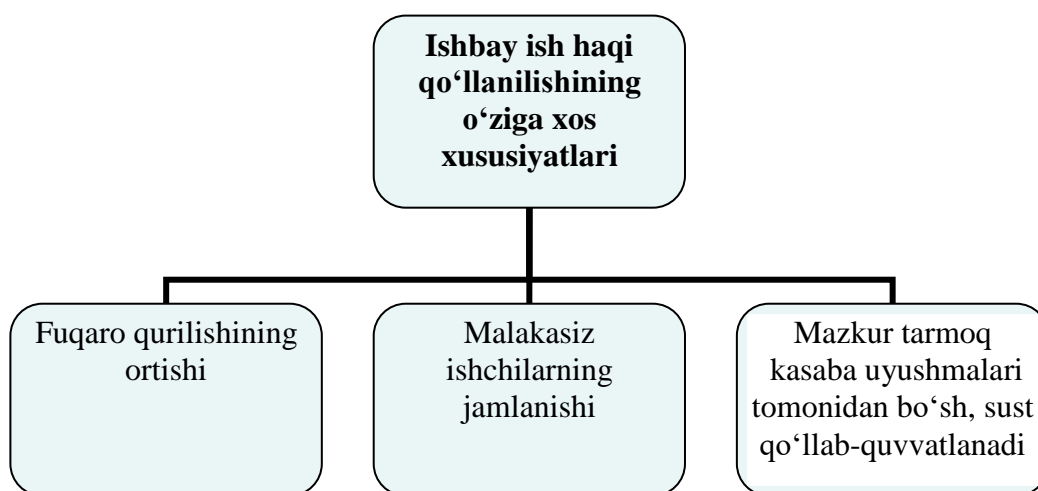 Ishbay ish haqi
qo‘llanilishining
o‘ziga xos
xususiyatlari
Fuqaro qurilishining
ortishi
Malakasiz
ishchilarning
jamlanishi
Mazkur tarmoq
kasaba uyushmalari
tomonidan bo‘sh, sust
qo‘llab-quvvatlanadi